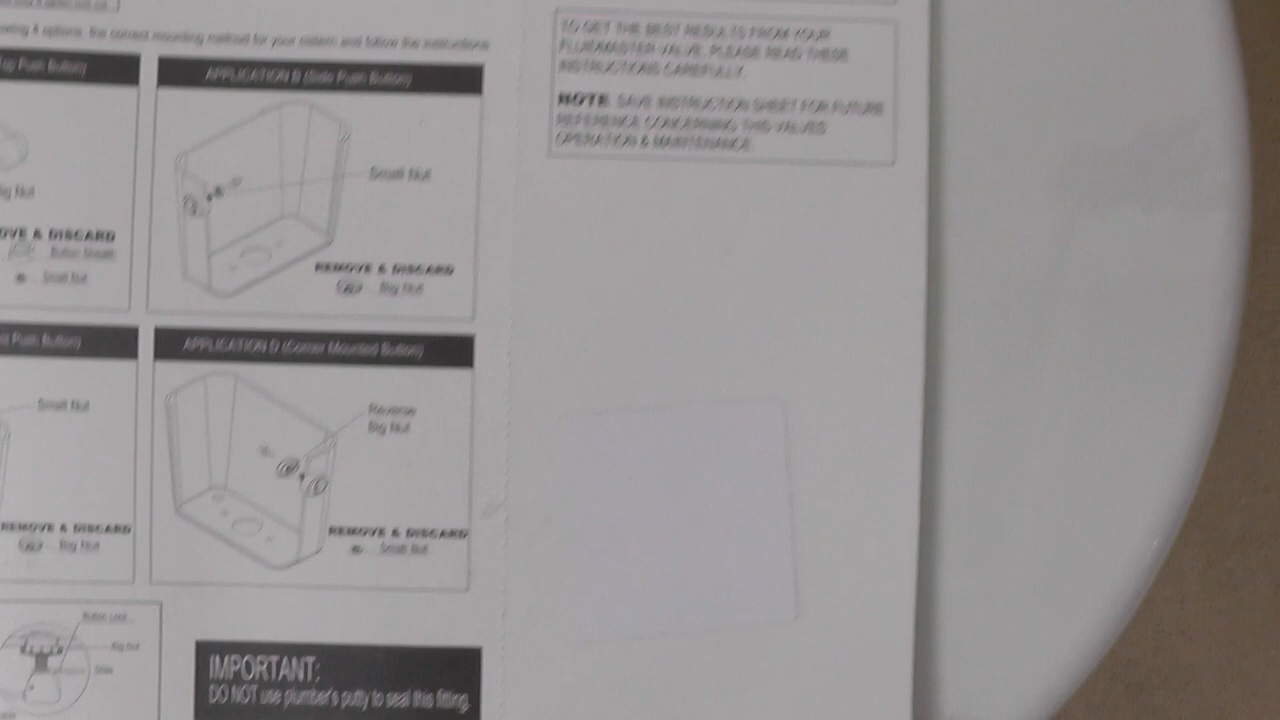 following 4 options, the correct mounting method for your cistern and follow the instructions
Top Push Button)
Big Nut
REMOVE & DISCARD
Button Sheath
Small Nut
APPLICATION B (Side Push Button)
Small Nut
REMOVE & DISCARD
Big Nut
Push Button)
Small Nut
REMOVE & DISCARD
Big Nut
APPLICATION D (Corner Mounted Button)
Reverse
Big Nut
REMOVE & DISCARD
Small Nut
Button Lock
Big Nut
IMPORTANT:
DO NOT use plumber's putty to seal this fitting.
TO GET THE BEST RESULTS FROM YOUR
FLUIDMASTER VALVE, PLEASE READ THESE
INSTRUCTIONS CAREFULLY.
NOTE: SAVE INSTRUCTION SHEET FOR FUTURE
REFERENCE CONCERNING THIS VALVES
OPERATION & MAINTENANCE.